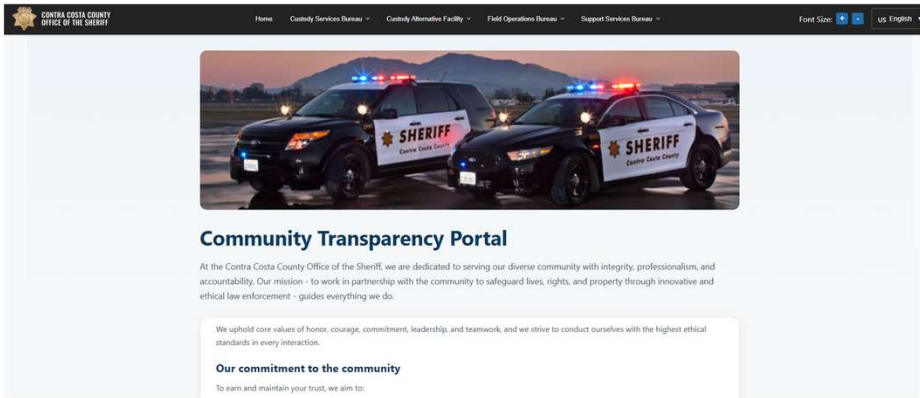 CONTRA COSTA COUNTY
OFFICE OF THE SHERIFF
Home Custody Services Bureau Custody Alternative Facility Field Operations Bureau Support Services Bureau Font Size: + - us English
SHERIFF
Contra Costa County
SHERIFF
Contra Costa County
Community Transparency Portal
At the Contra Costa County Office of the Sheriff, we are dedicated to serving our diverse community with integrity, professionalism, and
accountability. Our mission - to work in partnership with the community to safeguard lives, rights, and property through innovative and
ethical law enforcement - guides everything we do.
We uphold core values of honor, courage, commitment, leadership, and teamwork, and we strive to conduct ourselves with the highest ethical
standards in every interaction.
Our commitment to the community
To earn and maintain your trust, we aim to: